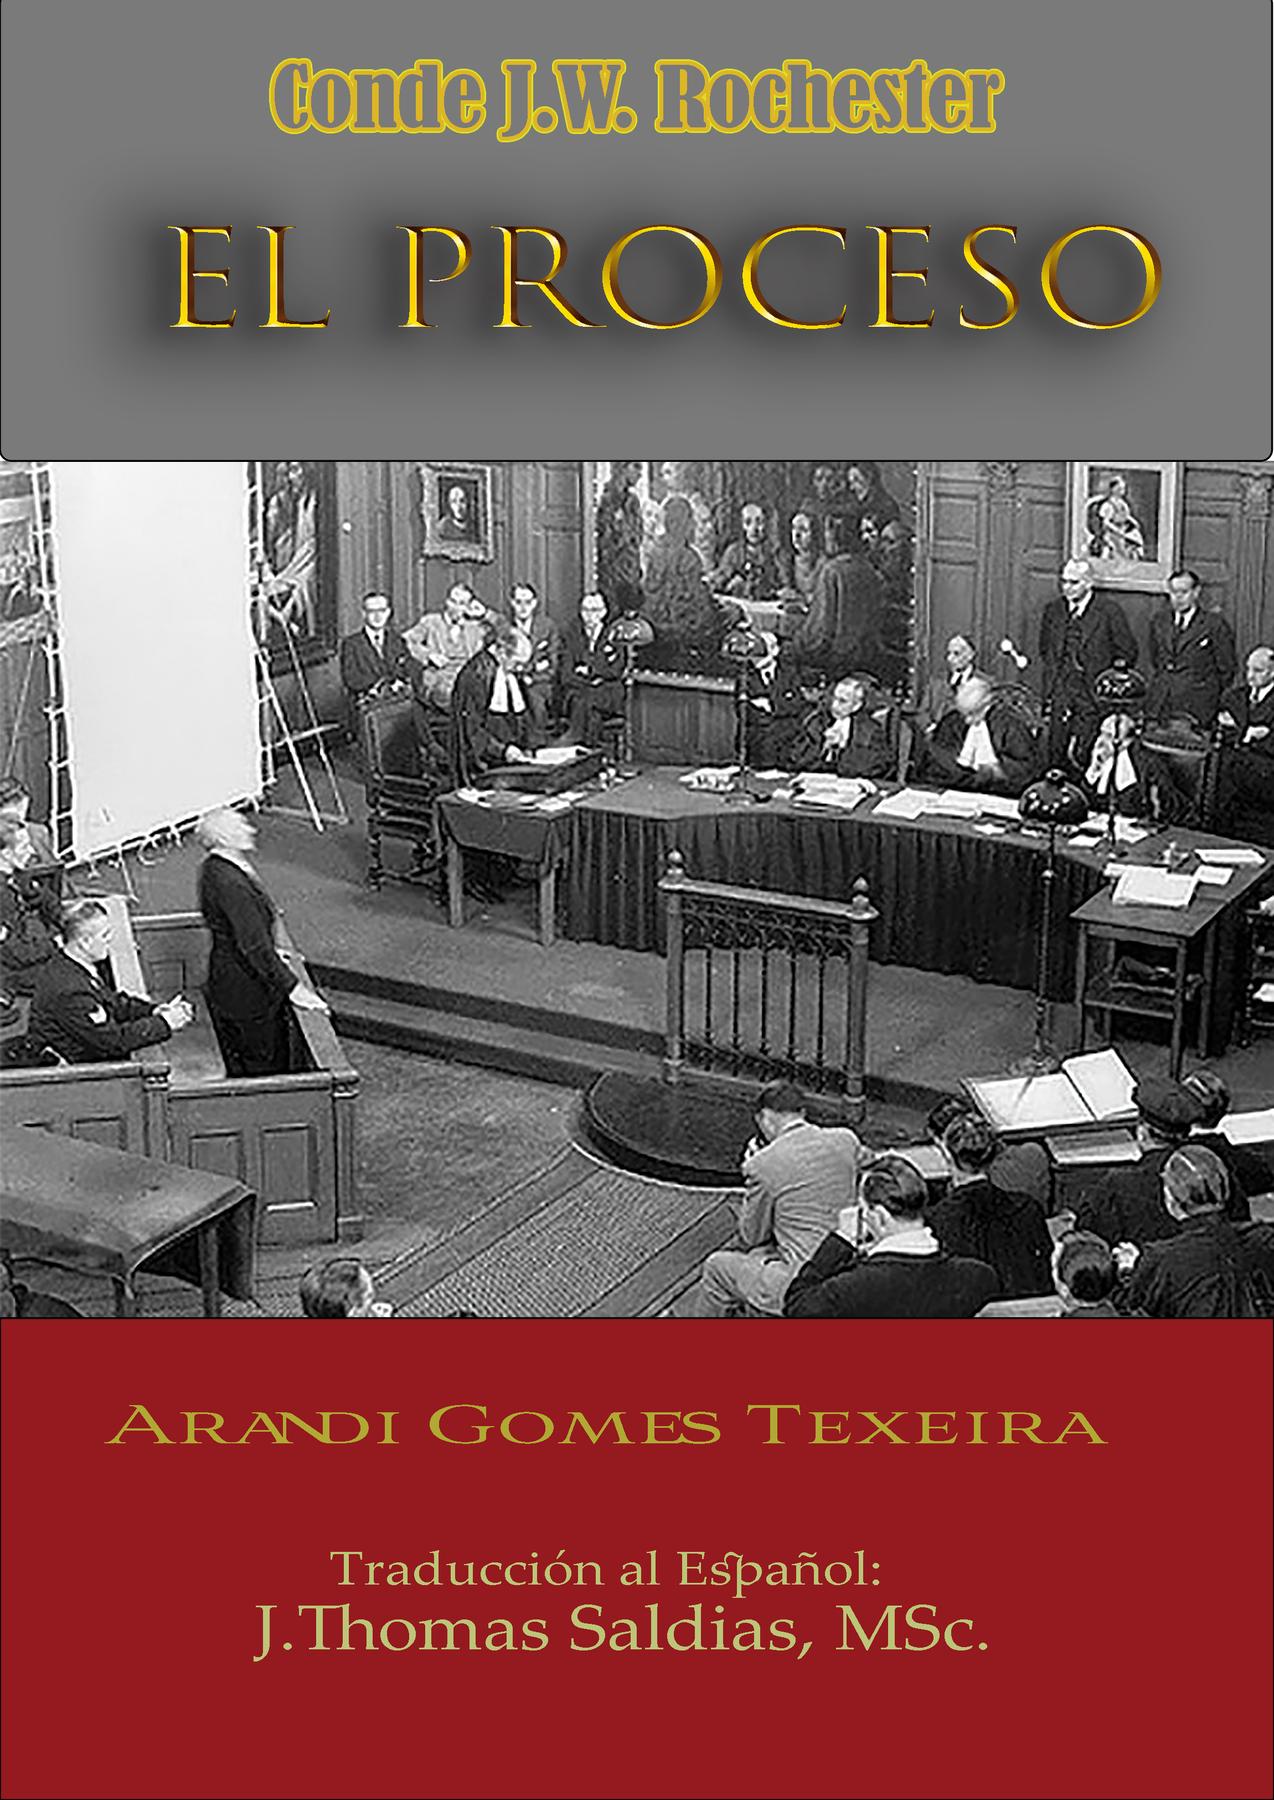 Conde J.W. Rochester
EL PROCESO
ARANDI GOMES TEXEIRA
Traducción al Español:
J.Thomas Saldias, MSc.